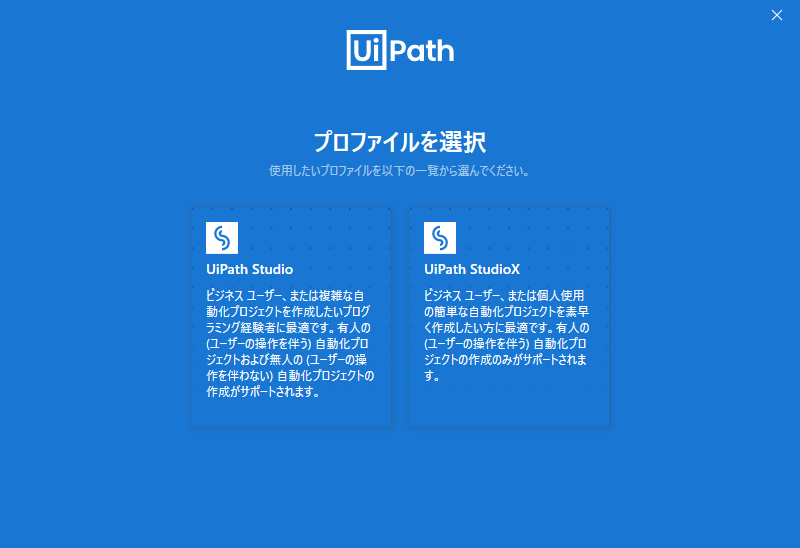 UiPath
プロファイルを選択
使用したいプロファイルを以下の一覧から選んでください。
UiPath Studio
ビジネス ユーザー、または複雑な自
動化プロジェクトを作成したいプログ
ラミング経験者に最適です。有人の
(ユーザーの操作を伴う) 自動化プロ
ジェクトおよび無人の (ユーザーの操
作を伴わない) 自動化プロジェクトの
作成がサポートされます。
UiPath StudioX
ビジネス ユーザー、または個人使用
の簡単な自動化プロジェクトを素早
く作成したい方に最適です。有人の
(ユーザーの操作を伴う) 自動化プロ
ジェクトの作成のみがサポートされま
す。